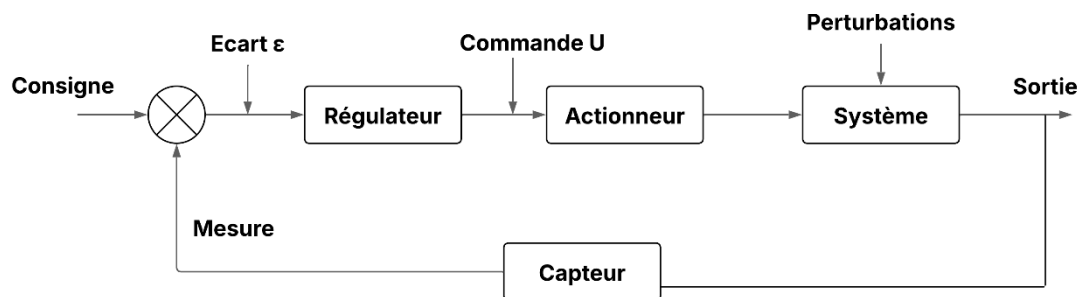 Perturbations
Ecart ε
Commande U
Consigne
Sortie
Régulateur
Actionneur
Système
Mesure
Capteur